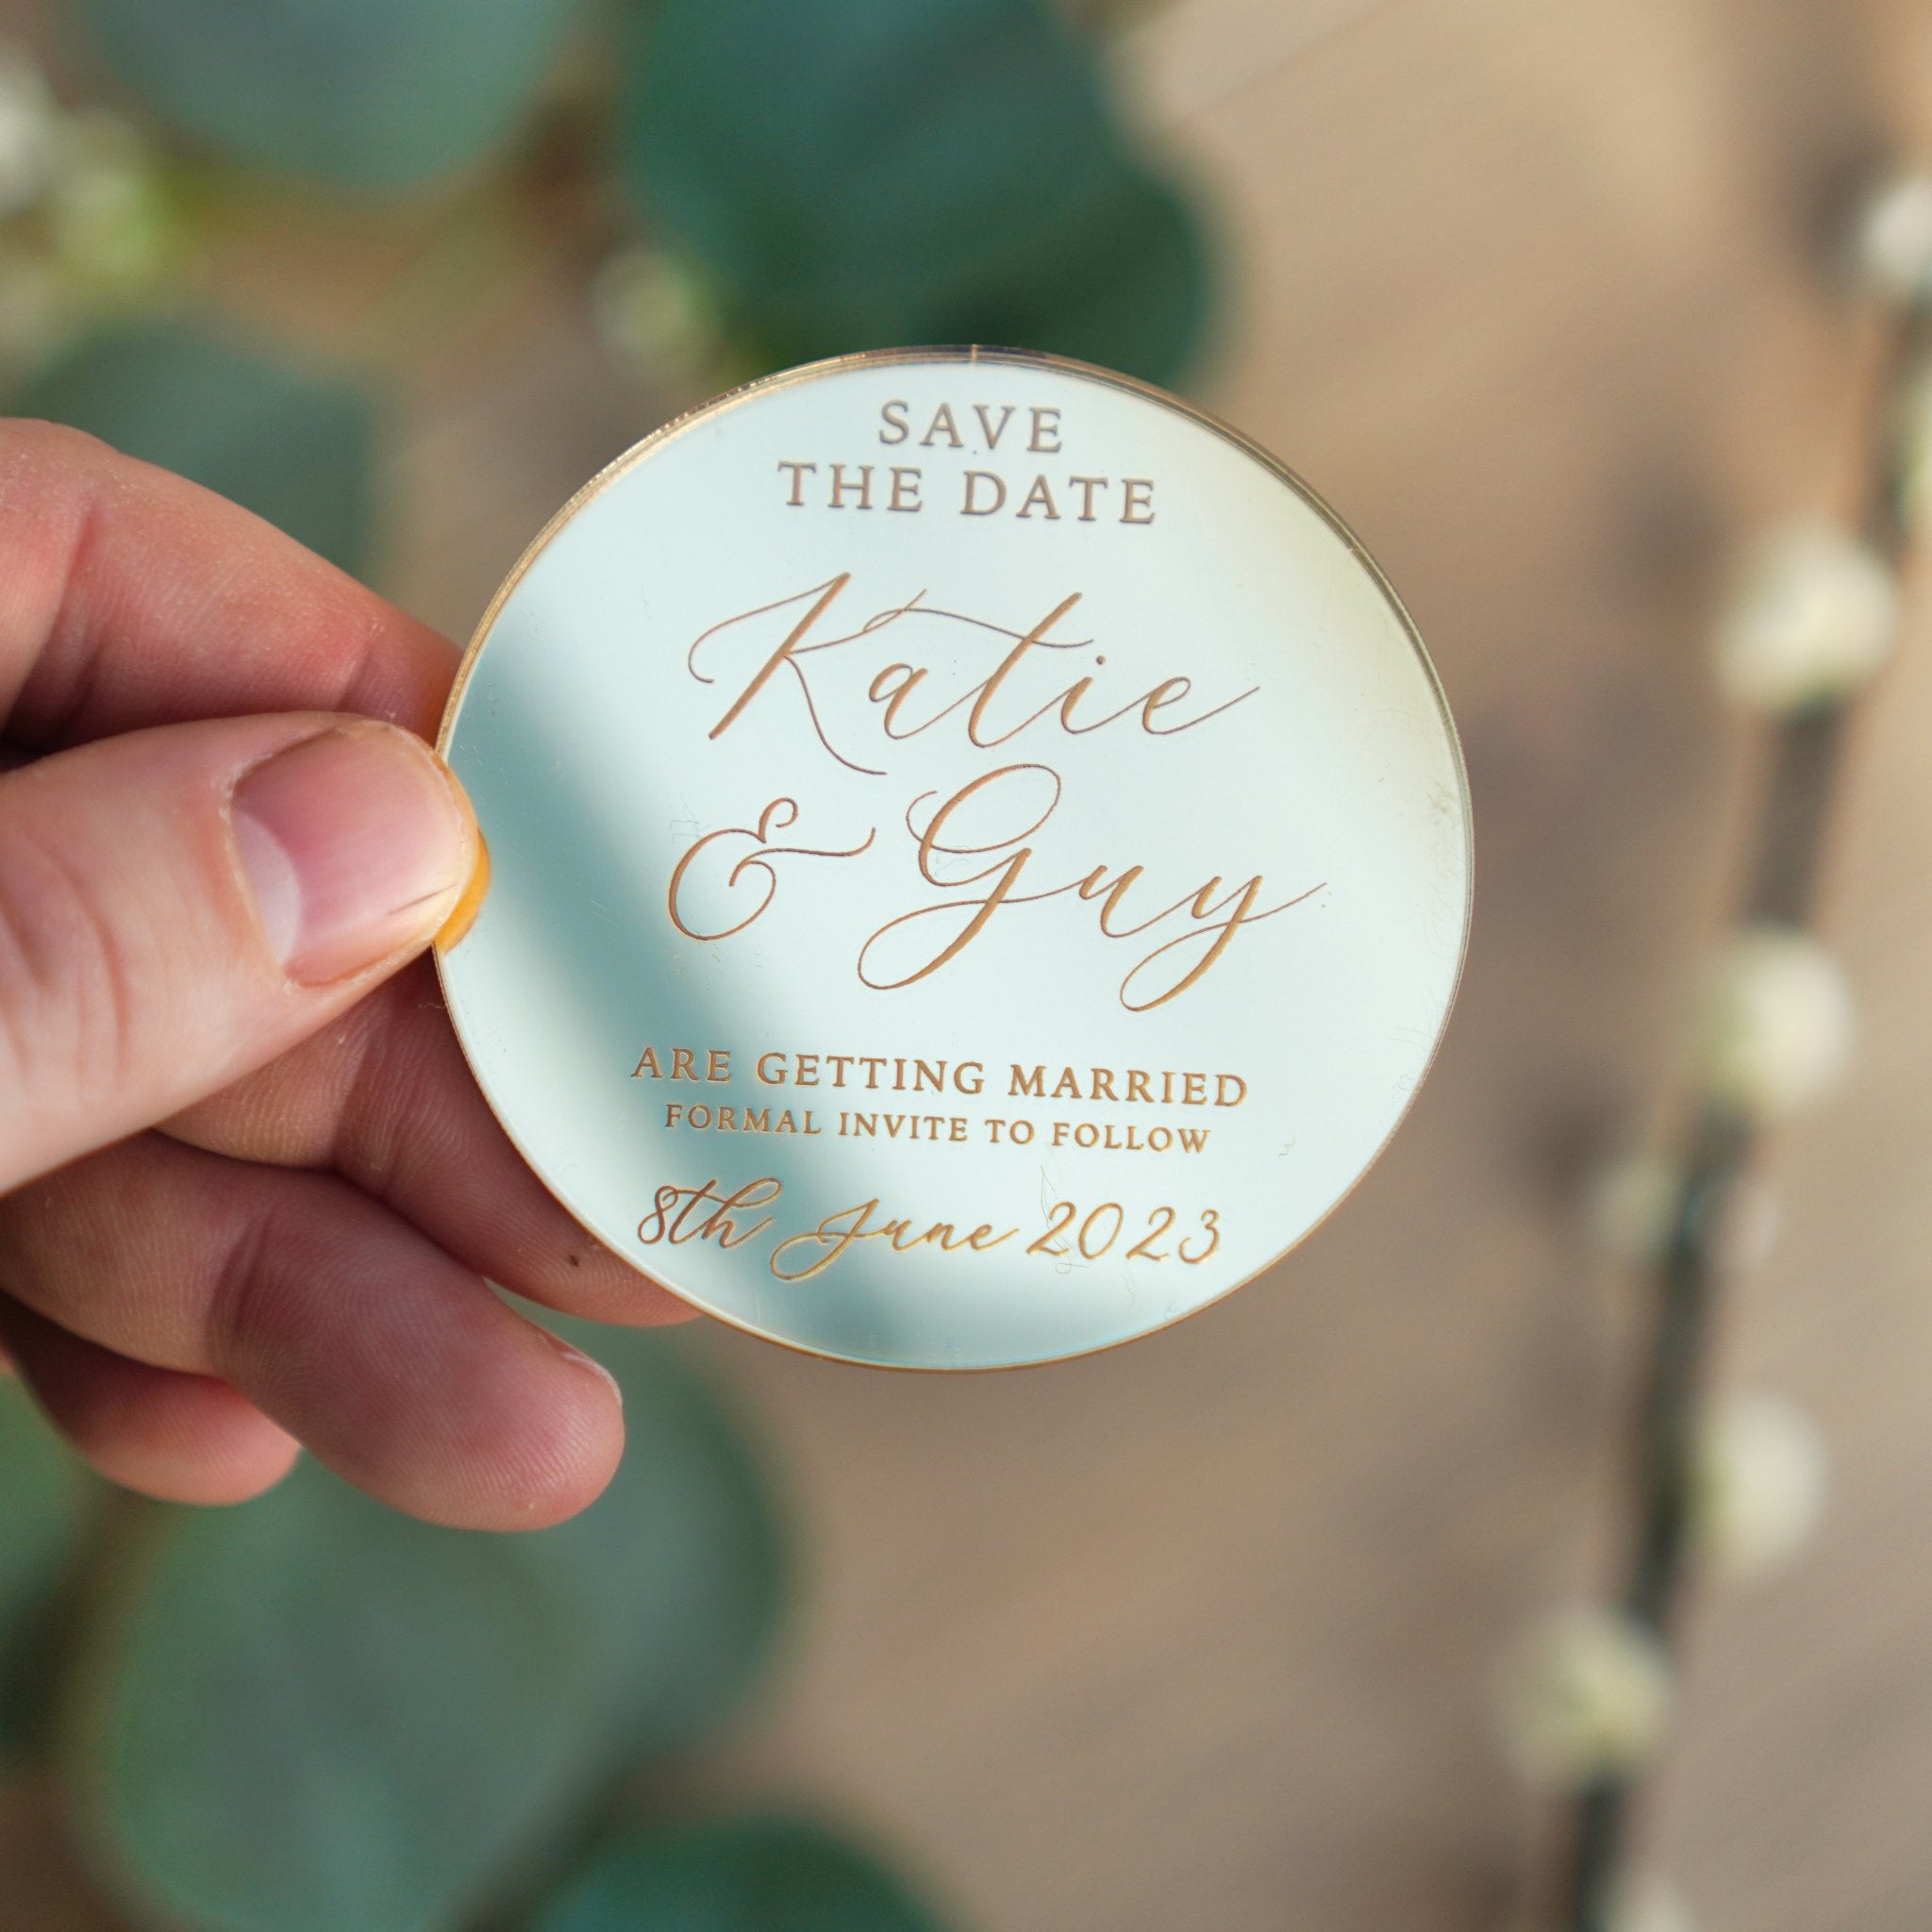 SAVE
THE DATE
Katie
& Guy
ARE GETTING MARRIED
FORMAL INVITE TO FOLLOW
8th June 2023